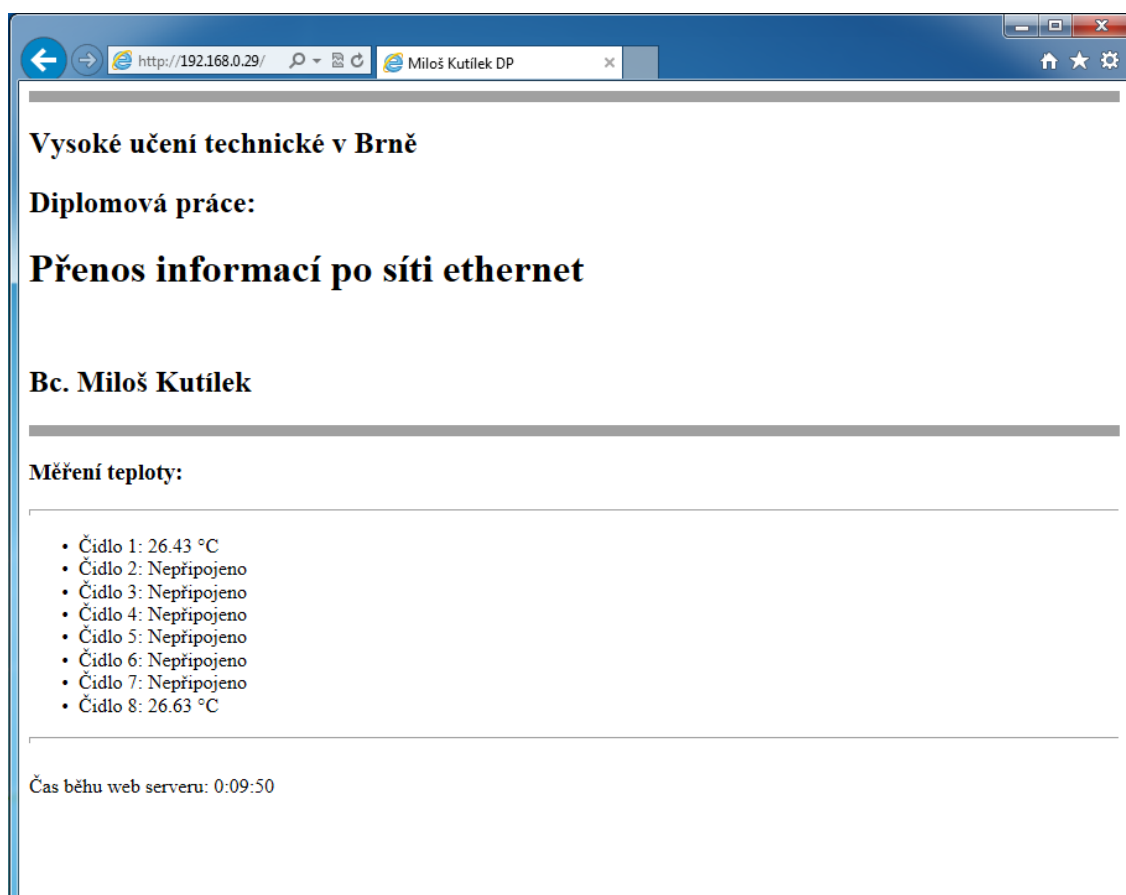 http://192.168.0.29/
Miloš Kutílek DP
Vysoké učení technické v Brně
Diplomová práce:
Přenos informací po síti ethernet
Bc. Miloš Kutílek
Měření teploty:
• Čidlo 1: 26.43 °C
• Čidlo 2: Nepřipojeno
• Čidlo 3: Nepřipojeno
• Čidlo 4: Nepřipojeno
• Čidlo 5: Nepřipojeno
• Čidlo 6: Nepřipojeno
• Čidlo 7: Nepřipojeno
• Čidlo 8: 26.63 °C
Čas běhu web serveru: 0:09:50